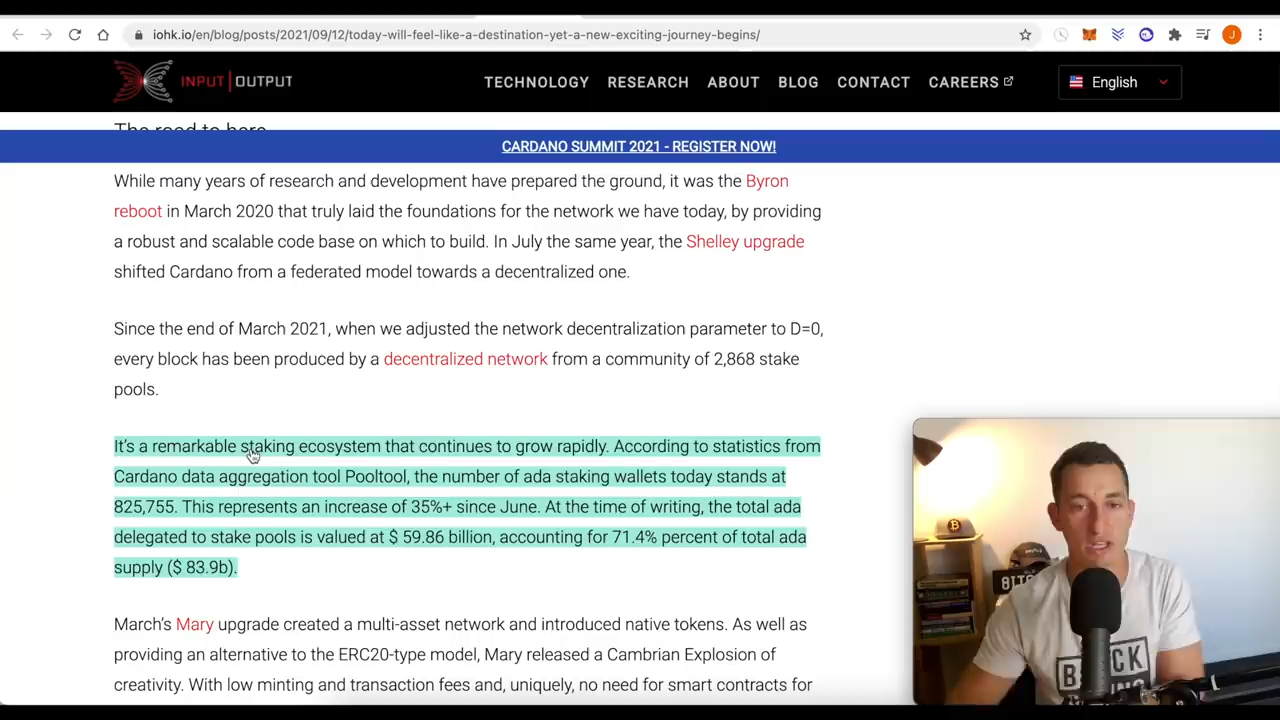 iohk.io/en/blog/posts/2021/09/12/today-will-feel-like-a-destination-yet-a-new-exciting-journey-begins/
J
INPUT | OUTPUT
TECHNOLOGY RESEARCH ABOUT BLOG CONTACT CAREERS
English
The road to here
CARDANO SUMMIT 2021 - REGISTER NOW!
While many years of research and development have prepared the ground, it was the Byron
reboot in March 2020 that truly laid the foundations for the network we have today, by providing
a robust and scalable code base on which to build. In July the same year, the Shelley upgrade
shifted Cardano from a federated model towards a decentralized one.
Since the end of March 2021, when we adjusted the network decentralization parameter to D=0,
every block has been produced by a decentralized network from a community of 2,868 stake
pools.
It's a remarkable staking ecosystem that continues to grow rapidly. According to statistics from
Cardano data aggregation tool Pooltool, the number of ada staking wallets today stands at
825,755. This represents an increase of 35%+ since June. At the time of writing, the total ada
delegated to stake pools is valued at $ 59.86 billion, accounting for 71.4% percent of total ada
supply ($ 83.9b).
March's Mary upgrade created a multi-asset network and introduced native tokens. As well as
providing an alternative to the ERC20-type model, Mary released a Cambrian Explosion of
creativity. With low minting and transaction fees and, uniquely, no need for smart contracts for